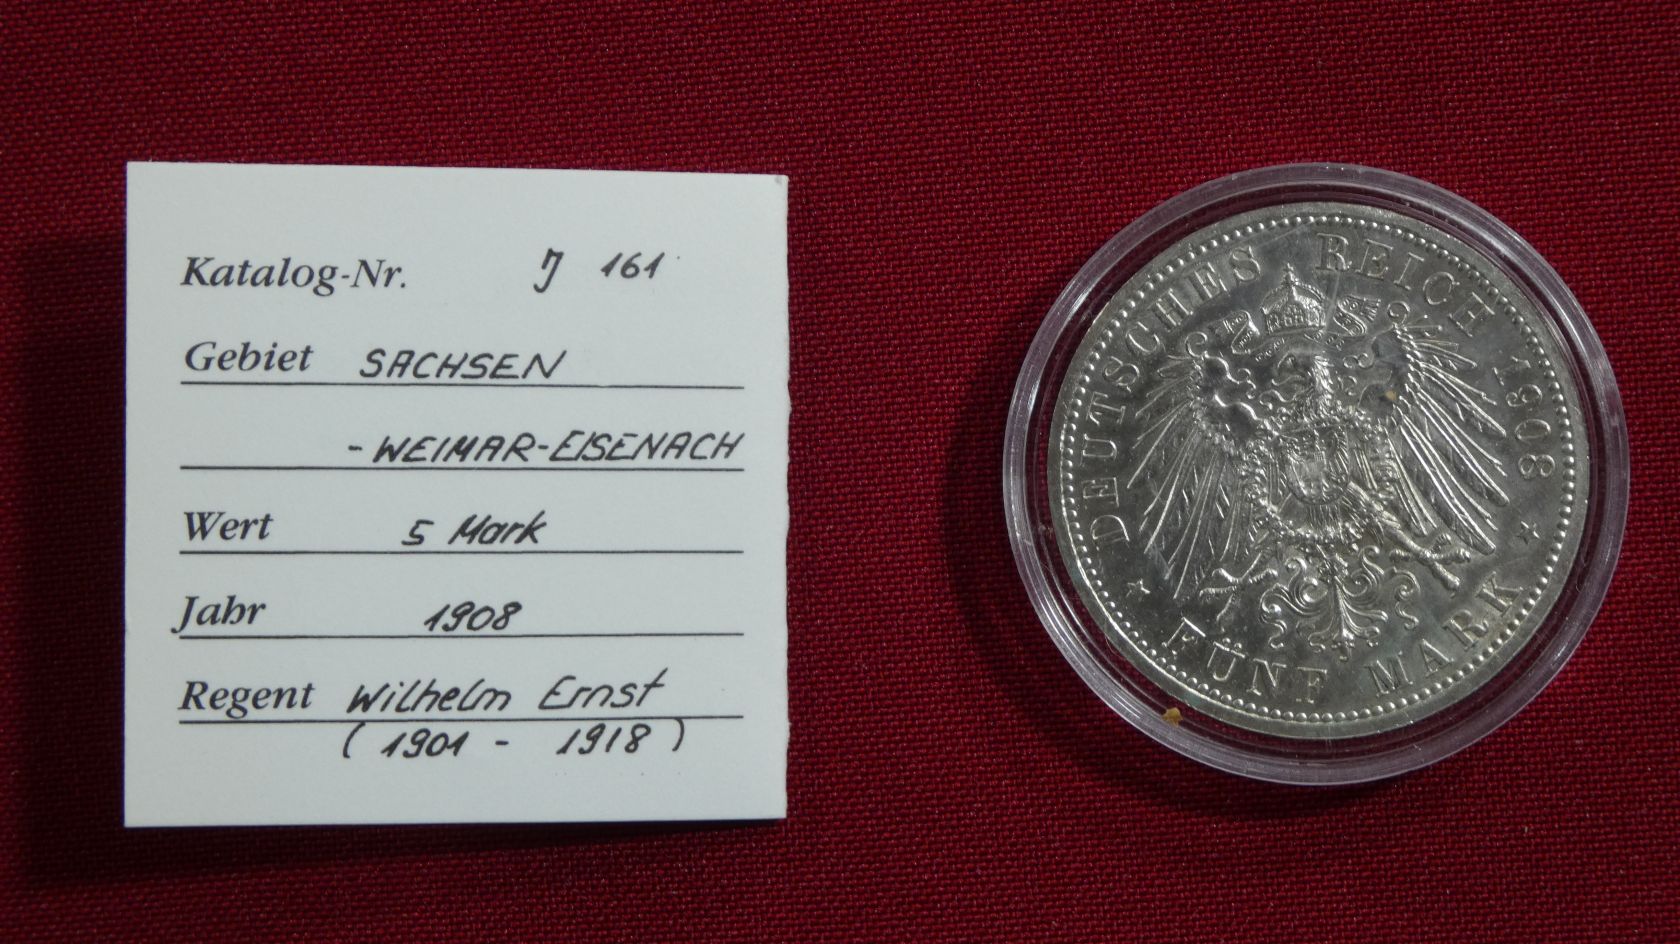 Katalog-Nr. J 161
Gebiet SACHSEN
-WEIMAR-EISENACH
Wert 5 Mark
Jahr 1908
Regent Wilhelm Ernst
(1901 - 1918)
DEUTSCHES REICH 1908
FÜNF MARK